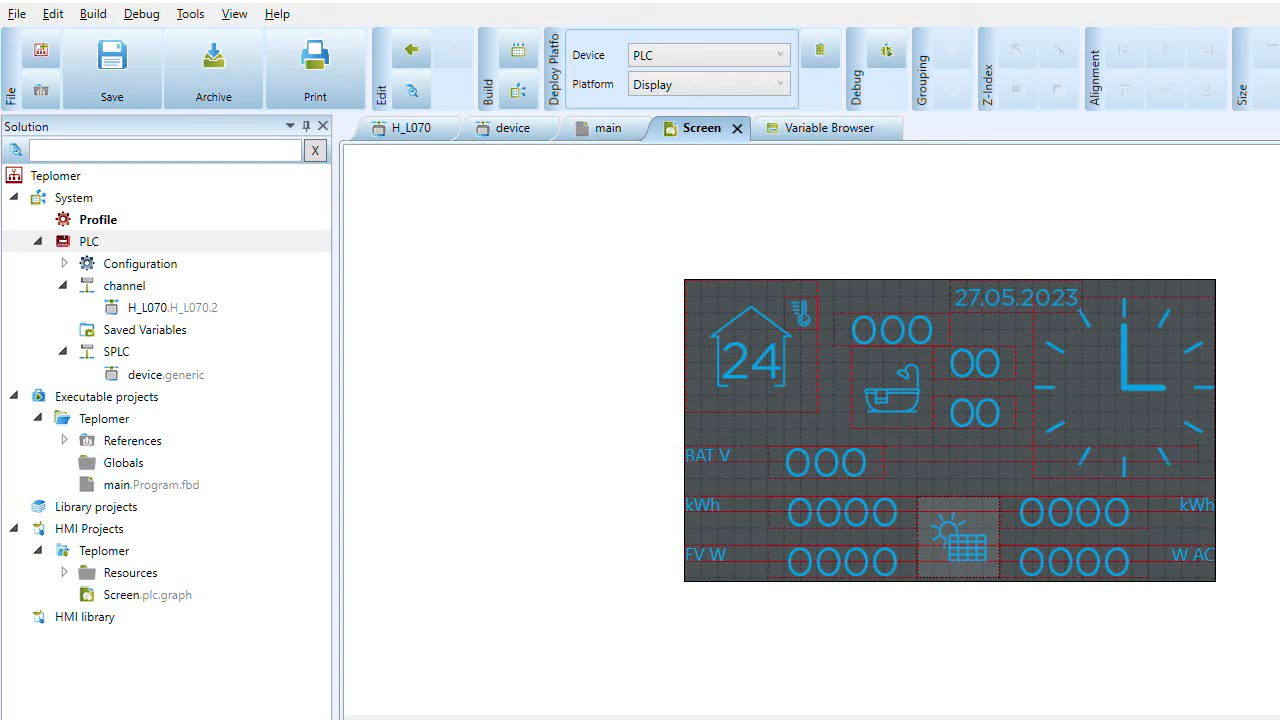 File Edit Build Debug Tools View Help
File
Save
Archive
Print
Edit
Build
Deploy Platfo
Device PLC
Platform Display
Debug
Grouping
Z-Index
Alignment
Size
Solution
H_L070 device main Screen Variable Browser
X
Teplomer
System
Profile
PLC
Configuration
channel
H_L070.H_L070.2
Saved Variables
SPLC
device.generic
Executable projects
Teplomer
References
Globals
main.Program.fbd
Library projects
HMI Projects
Teplomer
Resources
Screen.plc.graph
HMI library
27.05.2023
000
24
00
00
BAT V 000
kWh 0000 0000 kWh
FV W 0000 0000 W AC